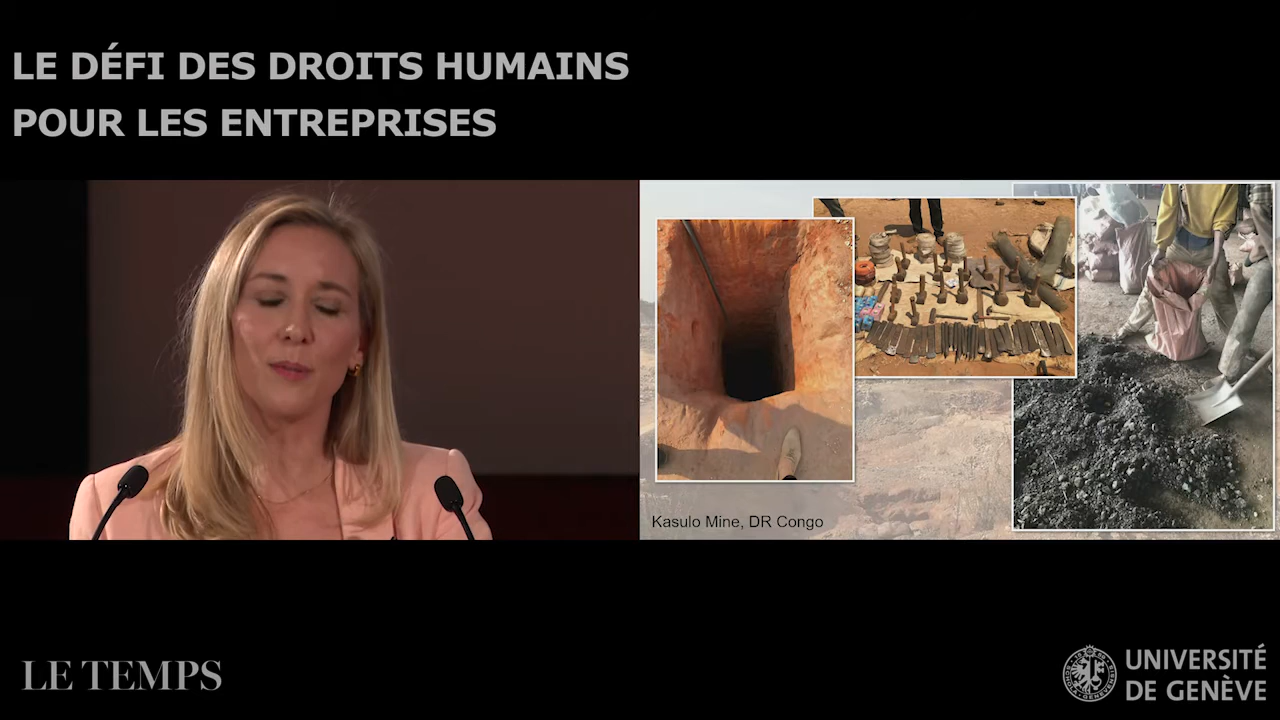 LE DÉFI DES DROITS HUMAINS
POUR LES ENTREPRISES
Kasulo Mine, DR Congo
LE TEMPS
UNIVERSITÉ
DE GENÈVE